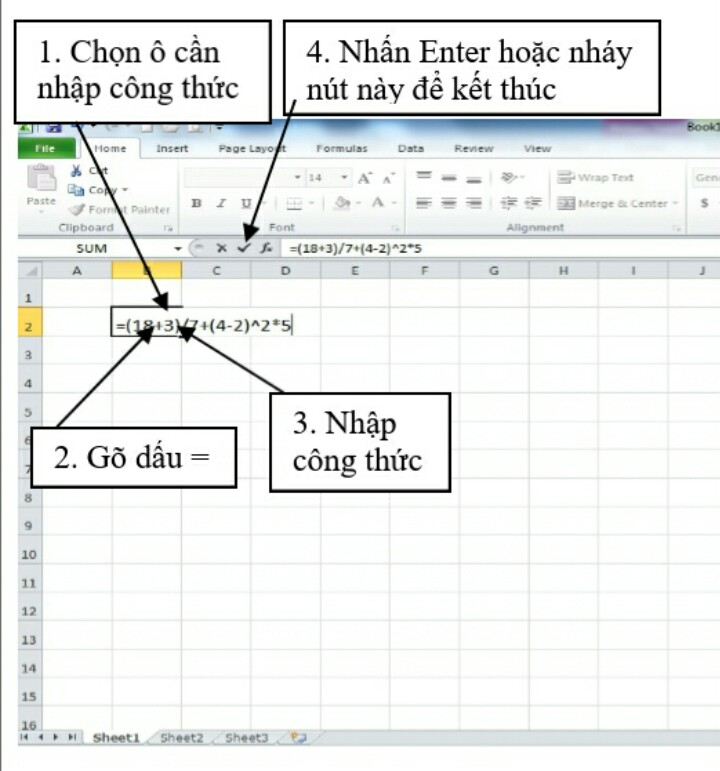 1. Chọn ô cần
nhập công thức
4. Nhấn Enter hoặc nháy
nút này để kết thúc
Book1
File Home Insert Page Layout Formulas Data Review View
Paste
Cut
Copy
Format Painter
Clipboard
14 A A
B I U A
Font
Wrap Text
Merge & Center
Alignment
Gen
$
SUM
fx =(18+3)/7+(4-2)^2*5
A B C D E F G H I J
1
2 =(18+3)/7+(4-2)^2*5
3
4
5
6
7
2. Gõ dấu =
3. Nhập
công thức
8
9
10
11
12
13
14
15
16
Sheet1 Sheet2 Sheet3